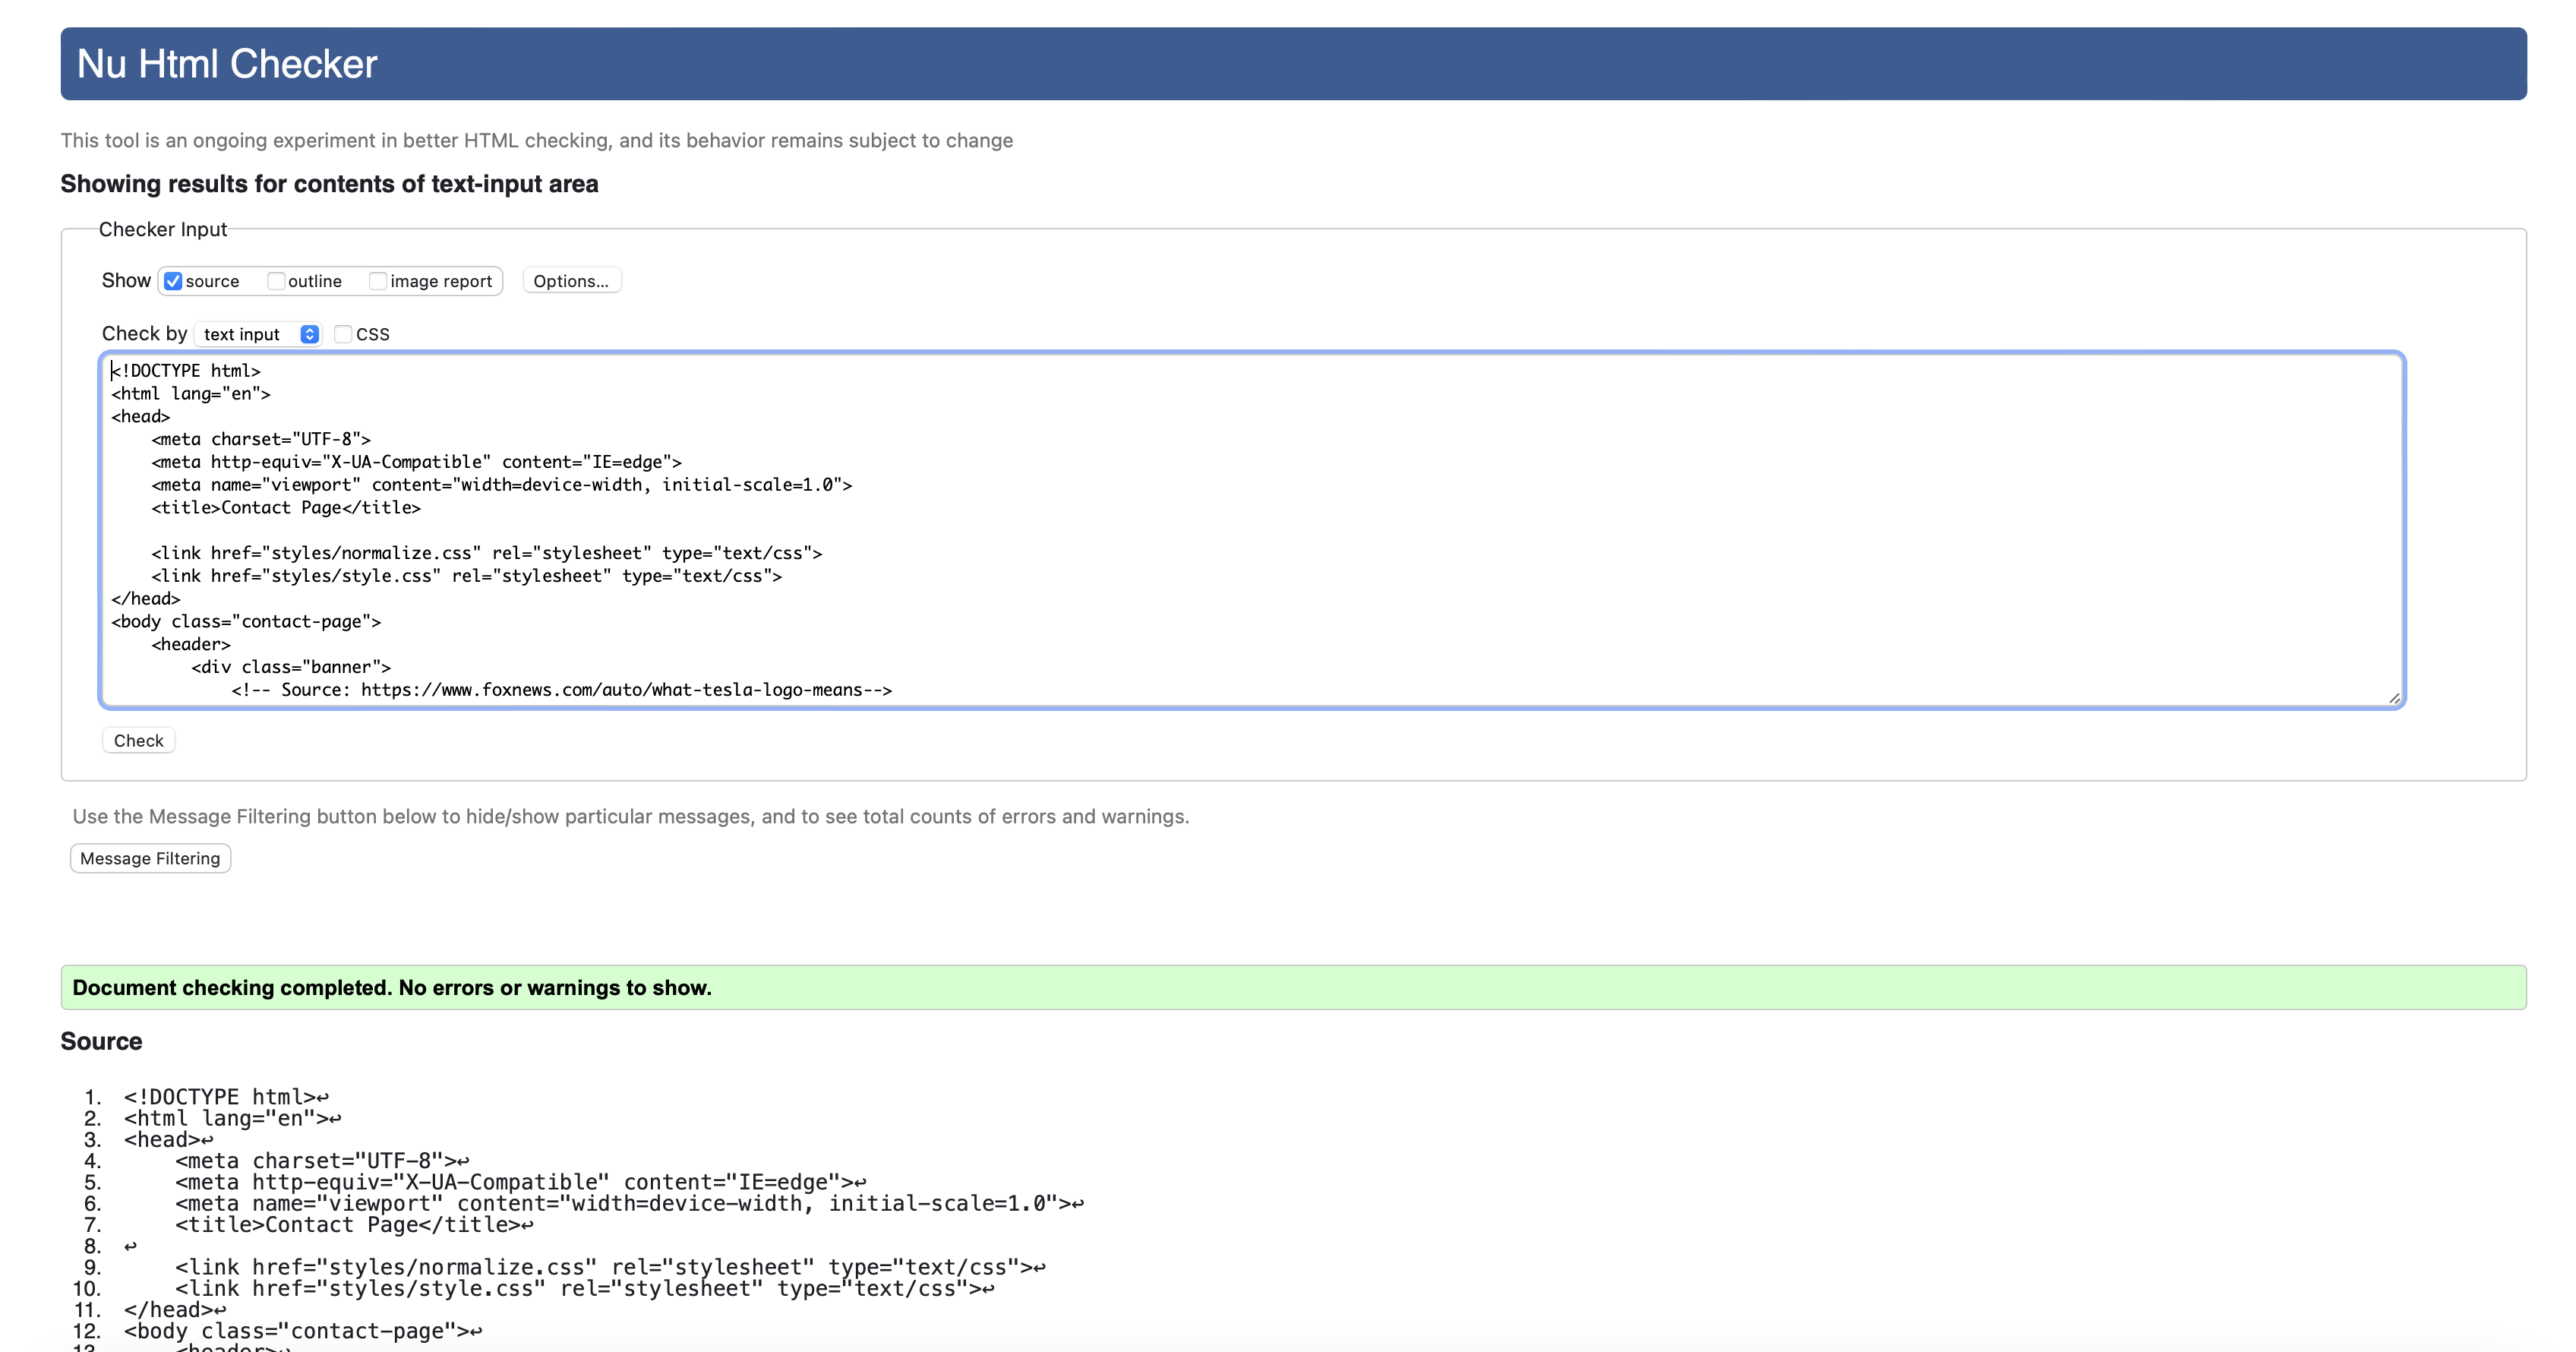 Nu Html Checker
This tool is an ongoing experiment in better HTML checking, and its behavior remains subject to change
Showing results for contents of text-input area
Checker Input
Show source outline image report Options...
Check by text input CSS
<!DOCTYPE html>
<html lang="en">
<head>
    <meta charset="UTF-8">
    <meta http-equiv="X-UA-Compatible" content="IE=edge">
    <meta name="viewport" content="width=device-width, initial-scale=1.0">
    <title>Contact Page</title>
    <link href="styles/normalize.css" rel="stylesheet" type="text/css">
    <link href="styles/style.css" rel="stylesheet" type="text/css">
</head>
<body class="contact-page">
    <header>
        <div class="banner">
            <!-- Source: https://www.foxnews.com/auto/what-tesla-logo-means-->
Check
Use the Message Filtering button below to hide/show particular messages, and to see total counts of errors and warnings.
Message Filtering
Document checking completed. No errors or warnings to show.
Source
1. <!DOCTYPE html>↩
2. <html lang="en">↩
3. <head>↩
4.     <meta charset="UTF-8">↩
5.     <meta http-equiv="X-UA-Compatible" content="IE=edge">↩
6.     <meta name="viewport" content="width=device-width, initial-scale=1.0">↩
7.     <title>Contact Page</title>↩
8. ↩
9.     <link href="styles/normalize.css" rel="stylesheet" type="text/css">↩
10.     <link href="styles/style.css" rel="stylesheet" type="text/css">↩
11. </head>↩
12. <body class="contact-page">↩
13.     <header>↩